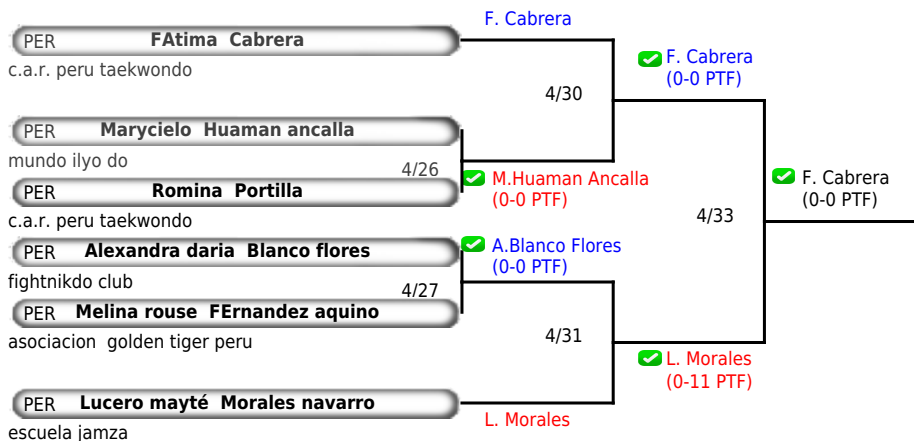 F. Cabrera
PER FAtima Cabrera
c.a.r. peru taekwondo
F. Cabrera
(0-0 PTF)
4/30
PER Marycielo Huaman ancalla
mundo ilyo do
4/26
M.Huaman Ancalla
(0-0 PTF)
PER Romina Portilla
c.a.r. peru taekwondo
F. Cabrera
(0-0 PTF)
4/33
PER Alexandra daria Blanco flores
fightnikdo club
A.Blanco Flores
(0-0 PTF)
4/27
PER Melina rouse FErnandez aquino
asociacion golden tiger peru
4/31
L. Morales
(0-11 PTF)
PER Lucero mayté Morales navarro
escuela jamza
L. Morales